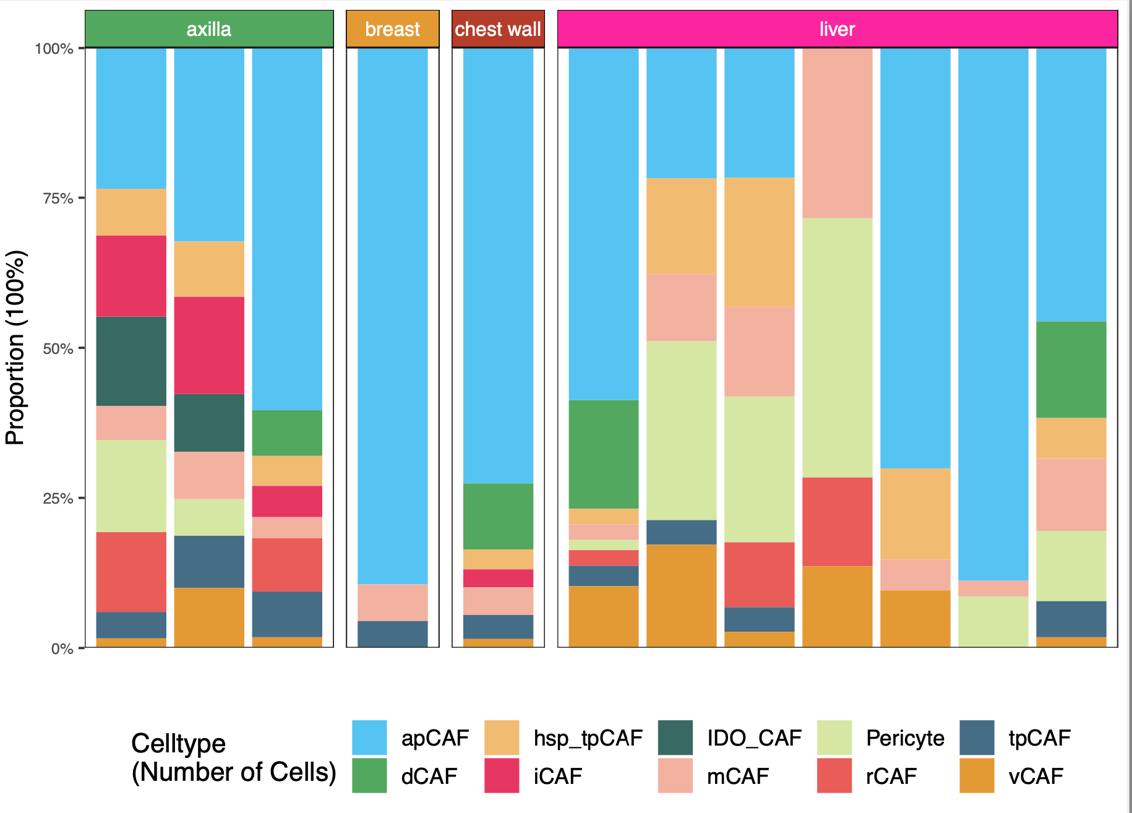 axilla
breast
chest wall
liver
100%
75%
50%
25%
0%
Proportion (100%)
Celltype
(Number of Cells)
apCAF
hsp_tpCAF
IDO_CAF
Pericyte
tpCAF
dCAF
iCAF
mCAF
rCAF
vCAF